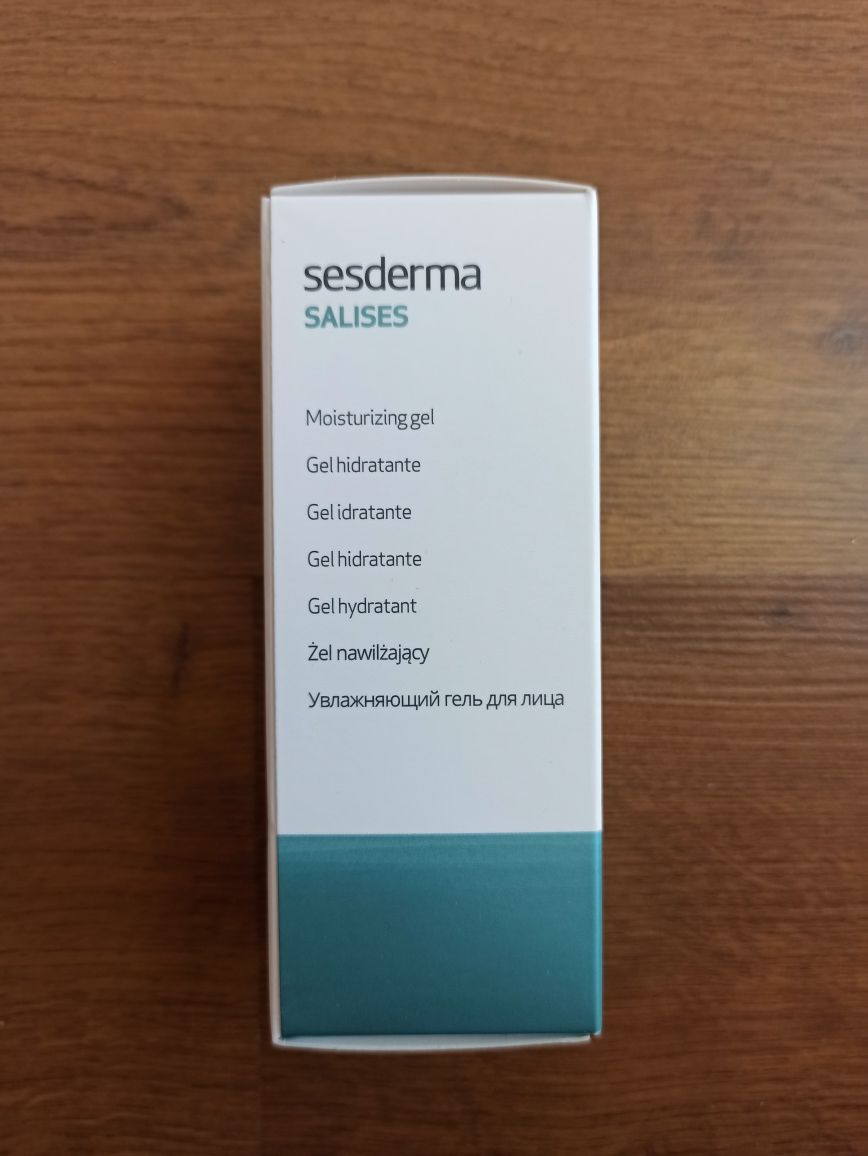 sesderma
SALISES
Moisturizing gel
Gel hidratante
Gel idratante
Gel hidratante
Gel hydratant
Żel nawilżający
Увлажняющий гель для лица